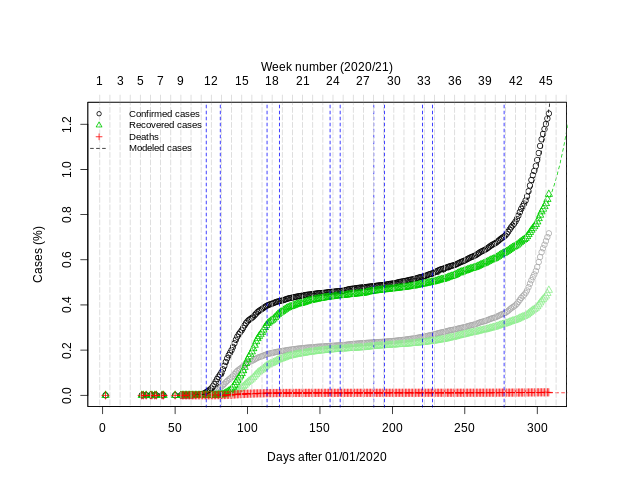 Week number (2020/21)
1 3 5 7 9 12 15 18 21 24 27 30 33 36 39 42 45
Confirmed cases
Recovered cases
Deaths
Modeled cases
Cases (%)
1.2
1.0
0.8
0.6
0.4
0.2
0.0
0 50 100 150 200 250 300
Days after 01/01/2020